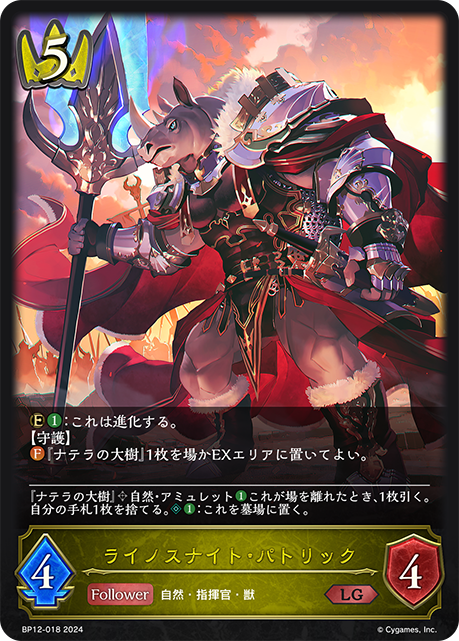 5
E 1:これは進化する。
【守護】
F 『ナテラの大樹』1枚を場かEXエリアに置いてよい。
『ナテラの大樹』自然・アミュレット 1 これが場を離れたとき、1枚引く。
自分の手札1枚を捨てる。1:これを墓場に置く。
ライノスナイト・パトリック
4 Follower 自然・指揮官・獣 LG 4
BP12-018 2024 © Cygames, Inc.